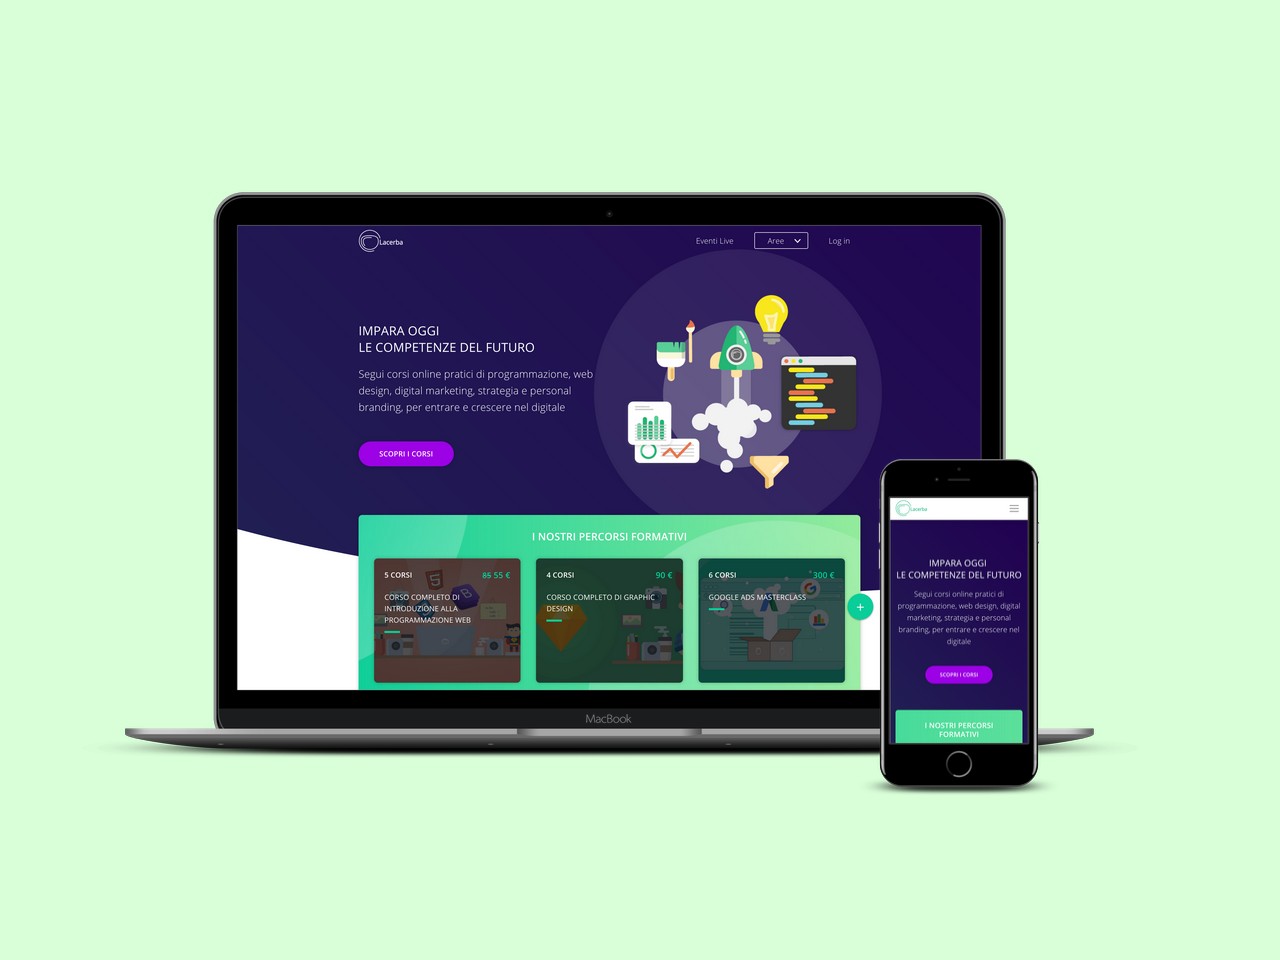 Lacerba
Eventi Live
Aree
Log in
IMPARA OGGI
LE COMPETENZE DEL FUTURO
Segui corsi online pratici di programmazione, web
design, digital marketing, strategia e personal
branding, per entrare e crescere nel digitale
SCOPRI I CORSI
I NOSTRI PERCORSI FORMATIVI
5 CORSI
85 55 €
CORSO COMPLETO DI
INTRODUZIONE ALLA
PROGRAMMAZIONE WEB
4 CORSI
90 €
CORSO COMPLETO DI GRAPHIC
DESIGN
6 CORSI
300 €
GOOGLE ADS MASTERCLASS
+
MacBook
Lacerba
IMPARA OGGI
LE COMPETENZE DEL FUTURO
Segui corsi online pratici di
programmazione, web design, digital
marketing, strategia e personal
branding, per entrare e crescere nel
digitale
SCOPRI I CORSI
I NOSTRI PERCORSI
FORMATIVI